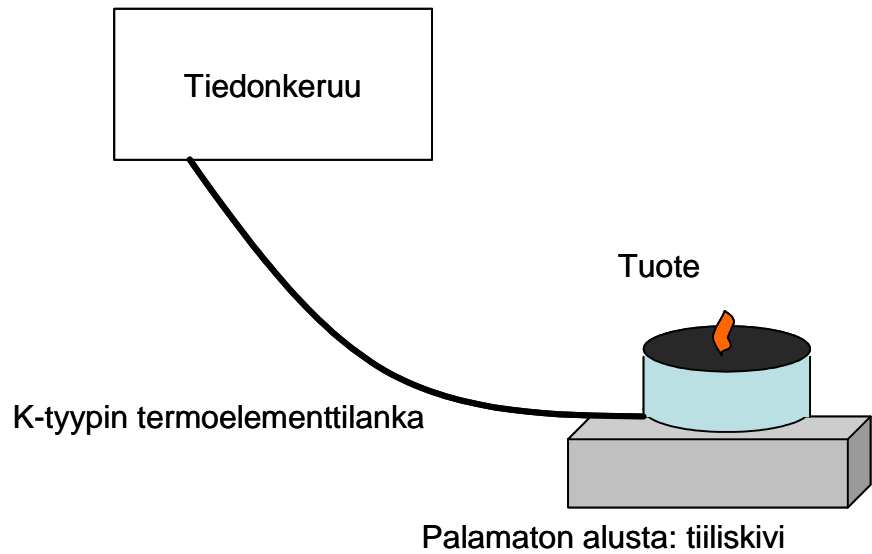 Tiedonkeruu
Tuote
K-tyypin termoelementtilanka
Palamaton alusta: tiiliskivi